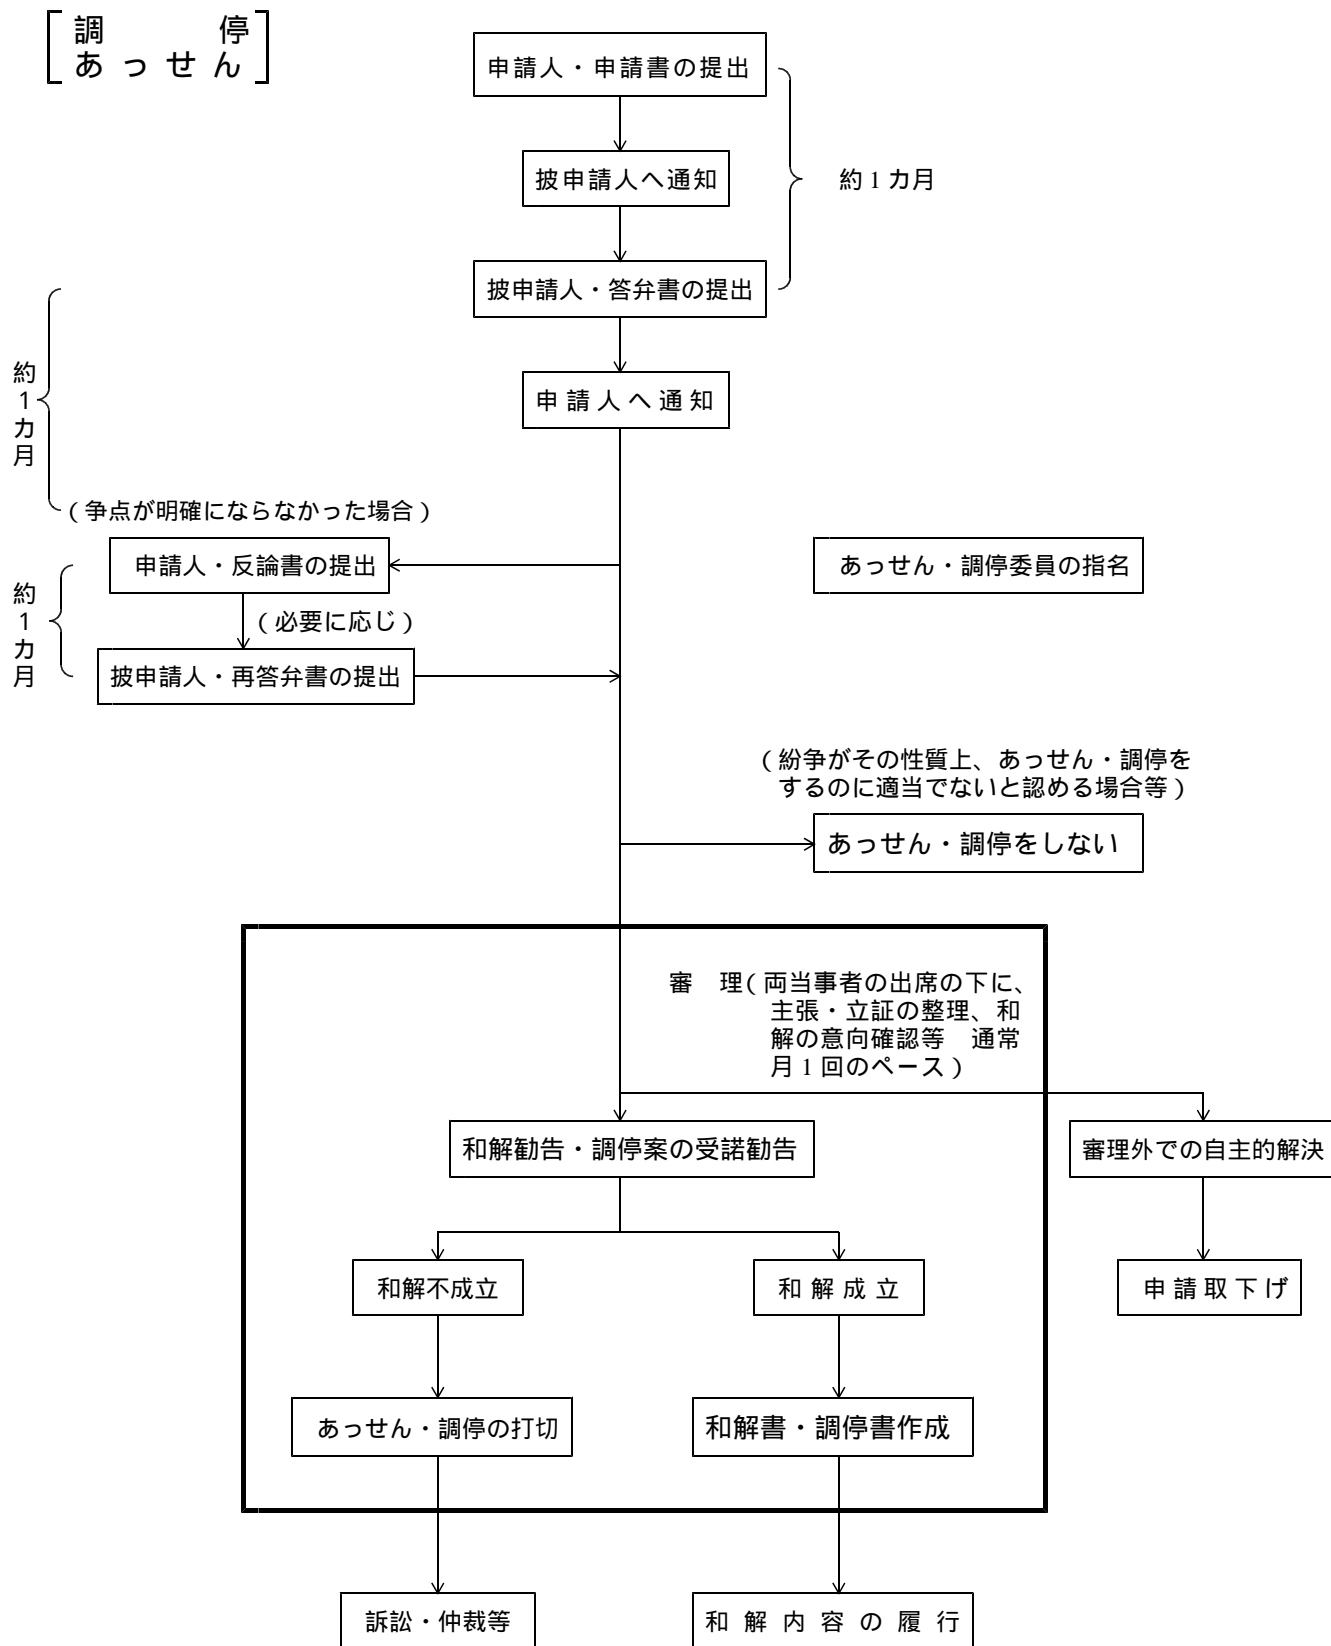 調　停
あっせん
申請人・申請書の提出
披申請人へ通知
約１カ月
披申請人・答弁書の提出
申請人へ通知
約１カ月
（争点が明確にならなかった場合）
申請人・反論書の提出
あっせん・調停委員の指名
約１カ月
（必要に応じ）
披申請人・再答弁書の提出
（紛争がその性質上、あっせん・調停を
するのに適当でないと認める場合等）
あっせん・調停をしない
審　理（両当事者の出席の下に、
主張・立証の整理、和
解の意向確認等　通常
月１回のペース）
和解勧告・調停案の受諾勧告
審理外での自主的解決
和解不成立
和解成立
申請取下げ
あっせん・調停の打切
和解書・調停書作成
訴訟・仲裁等
和解内容の履行